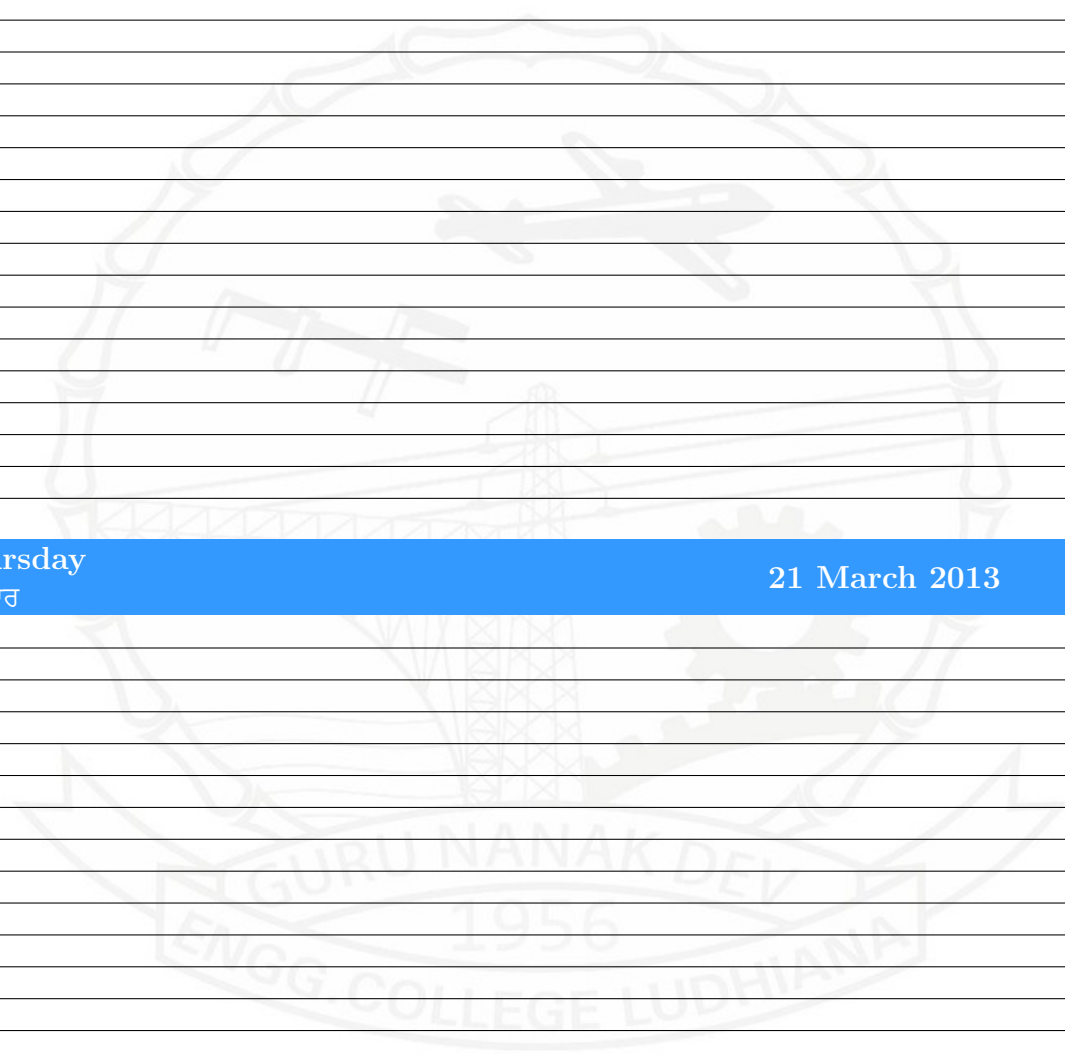 rsday
ਾਰ
21 March 2013
GURU NANAK DEV
1956
ENGG. COLLEGE LUDHIANA